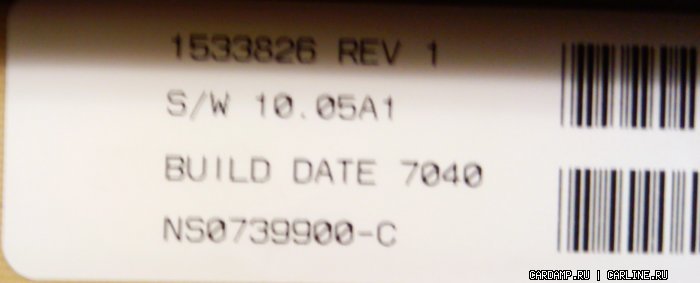 1533826 REV 1
S/W 10.05A1
BUILD DATE 7040
NS0739900-C
CARDAMP.RU | CARLINE.RU